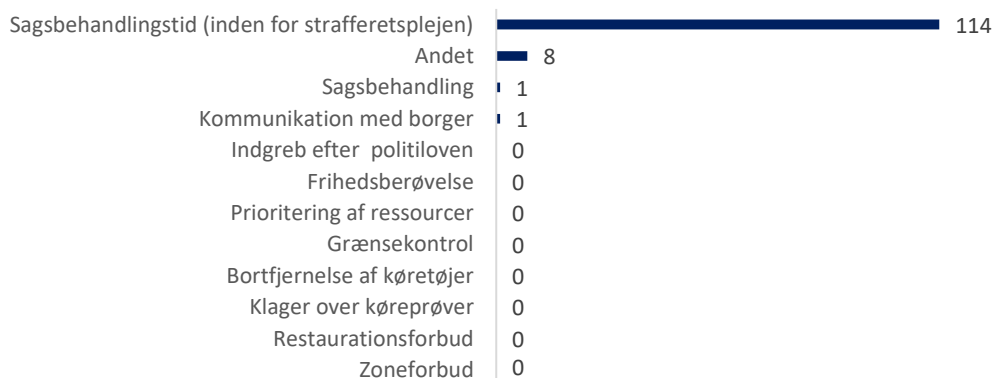 Sagsbehandlingstid (inden for strafferetsplejen) 114
Andet 8
Sagsbehandling 1
Kommunikation med borger 1
Indgreb efter politiloven 0
Frihedsberøvelse 0
Prioritering af ressourcer 0
Grænsekontrol 0
Bortfjernelse af køretøjer 0
Klager over køreprøver 0
Restaurationsforbud 0
Zoneforbud 0